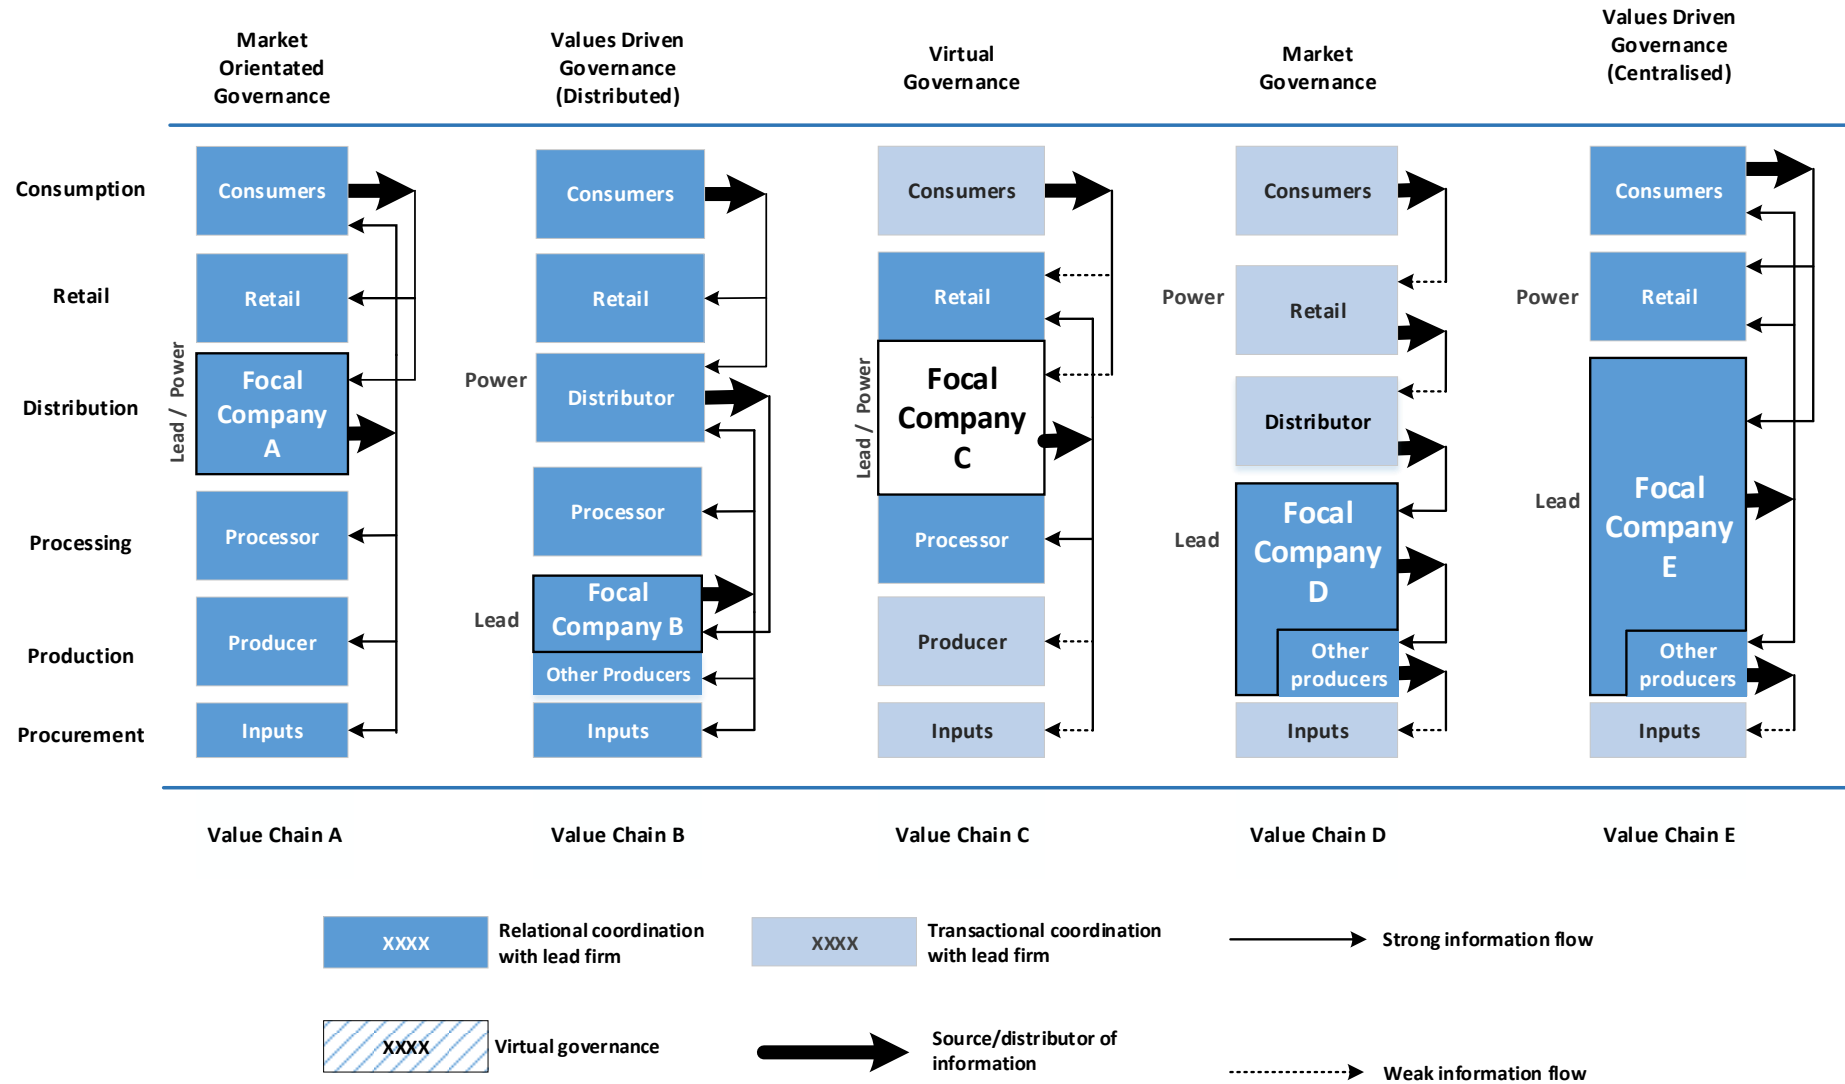 Market
Orientated
Governance
Values Driven
Governance
(Distributed)
Virtual
Governance
Market
Governance
Values Driven
Governance
(Centralised)
Consumption
Retail
Distribution
Processing
Production
Procurement
Consumers
Retail
Lead / Power
Focal
Company
A
Processor
Producer
Inputs
Consumers
Retail
Power
Distributor
Processor
Lead
Focal
Company B
Other Producers
Inputs
Consumers
Retail
Lead / Power
Focal
Company
C
Processor
Producer
Inputs
Consumers
Power
Retail
Distributor
Lead
Focal
Company
D
Other
producers
Inputs
Consumers
Power
Retail
Lead
Focal
Company
E
Other
producers
Inputs
Value Chain A
Value Chain B
Value Chain C
Value Chain D
Value Chain E
XXXX
Relational coordination
with lead firm
XXXX
Transactional coordination
with lead firm
Strong information flow
XXXX
Virtual governance
Source/distributor of
information
Weak information flow